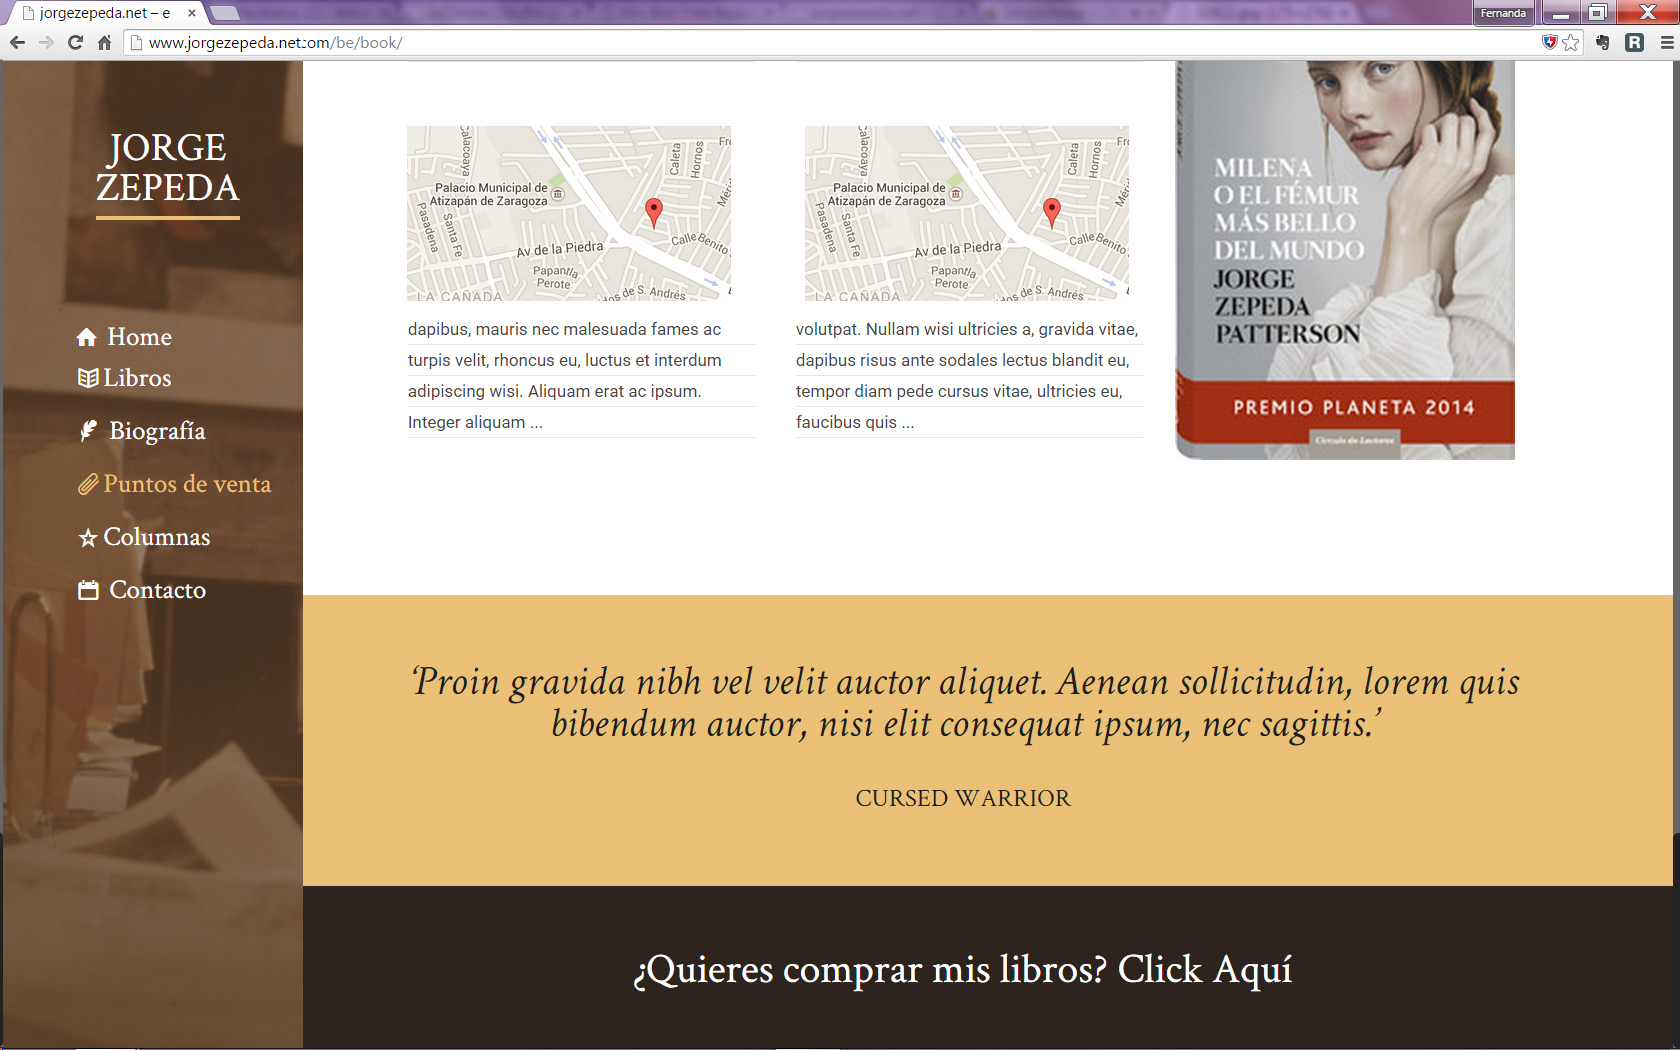 jorgezepeda.net – e
Fernanda
www.jorgezepeda.net:om/be/book/
JORGE
ZEPEDA
Home
Libros
Biografía
Puntos de venta
Columnas
Contacto
Calacoaya
Caleta
Hornos
Fr
Palacio Municipal de
Atizapán de Zaragoza
Méri
Pasadena
Santa Fe
Av de la Piedra
Calle Benito
Papantla
Perote
LA CAÑADA
os de S. Andrés
Calacoaya
Caleta
Hornos
Fro
Palacio Municipal de
Atizapán de Zaragoza
Mérid
Pasadena
Santa Fe
Av de la Piedra
Calle Benito
Papantla
Perote
LA CAÑADA
os de S. Andrés
dapibus, mauris nec malesuada fames ac
turpis velit, rhoncus eu, luctus et interdum
adipiscing wisi. Aliquam erat ac ipsum.
Integer aliquam ...
volutpat. Nullam wisi ultricies a, gravida vitae,
dapibus risus ante sodales lectus blandit eu,
tempor diam pede cursus vitae, ultricies eu,
faucibus quis ...
MILENA
O EL FÉMUR
MÁS BELLO
DEL MUNDO
JORGE
ZEPEDA
PATTERSON
PREMIO PLANETA 2014
Círculo de Lectores
‘Proin gravida nibh vel velit auctor aliquet. Aenean sollicitudin, lorem quis
bibendum auctor, nisi elit consequat ipsum, nec sagittis.’
CURSED WARRIOR
¿Quieres comprar mis libros? Click Aquí